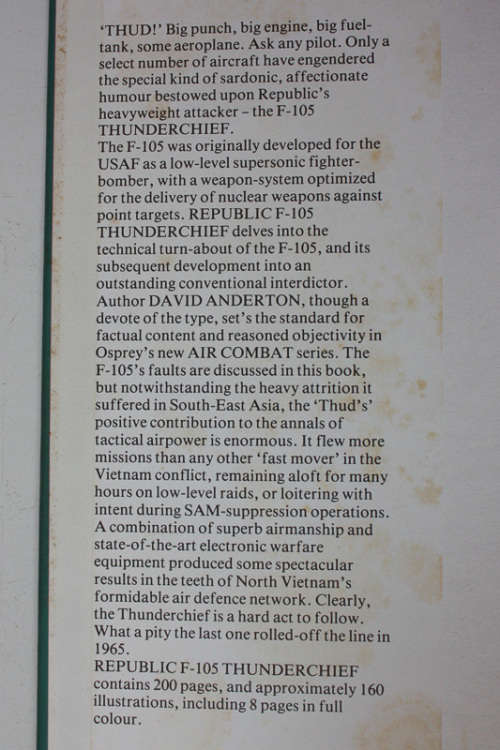 'THUD!' Big punch, big engine, big fuel-
tank, some aeroplane. Ask any pilot. Only a
select number of aircraft have engendered
the special kind of sardonic, affectionate
humour bestowed upon Republic's
heavyweight attacker – the F-105
THUNDERCHIEF.
The F-105 was originally developed for the
USAF as a low-level supersonic fighter-
bomber, with a weapon-system optimized
for the delivery of nuclear weapons against
point targets. REPUBLIC F-105
THUNDERCHIEF delves into the
technical turn-about of the F-105, and its
subsequent development into an
outstanding conventional interdictor.
Author DAVID ANDERTON, though a
devote of the type, set's the standard for
factual content and reasoned objectivity in
Osprey's new AIR COMBAT series. The
F-105's faults are discussed in this book,
but notwithstanding the heavy attrition it
suffered in South-East Asia, the 'Thud's'
positive contribution to the annals of
tactical airpower is enormous. It flew more
missions than any other 'fast mover' in the
Vietnam conflict, remaining aloft for many
hours on low-level raids, or loitering with
intent during SAM-suppression operations.
A combination of superb airmanship and
state-of-the-art electronic warfare
equipment produced some spectacular
results in the teeth of North Vietnam's
formidable air defence network. Clearly,
the Thunderchief is a hard act to follow.
What a pity the last one rolled-off the line in
1965.
REPUBLIC F-105 THUNDERCHIEF
contains 200 pages, and approximately 160
illustrations, including 8 pages in full
colour.